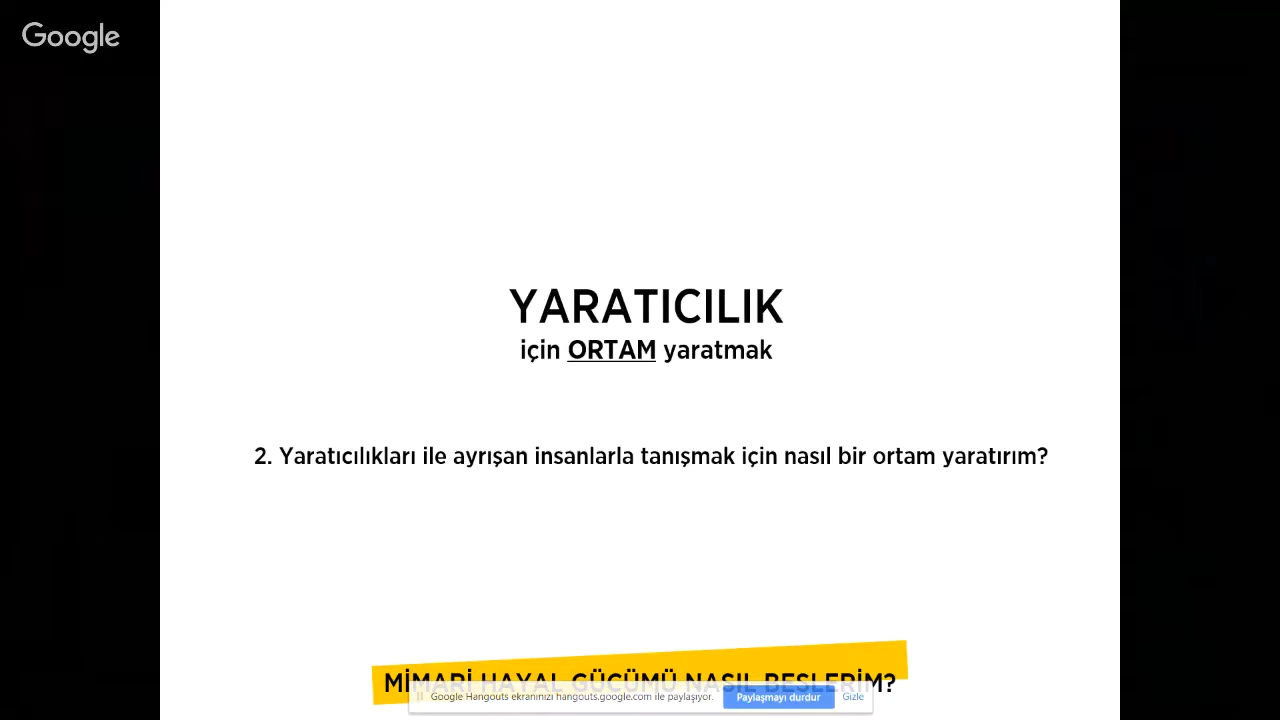 Google
YARATICILIK
için ORTAM yaratmak
2. Yaratıcılıkları ile ayrışan insanlarla tanışmak için nasıl bir ortam yaratırım?
MİMARİ HAYAL GÜCÜMÜ NASIL BESLERİM?
Google Hangouts ekranınızı hangouts.google.com ile paylaşıyor. Paylaşmayı durdur Gizle